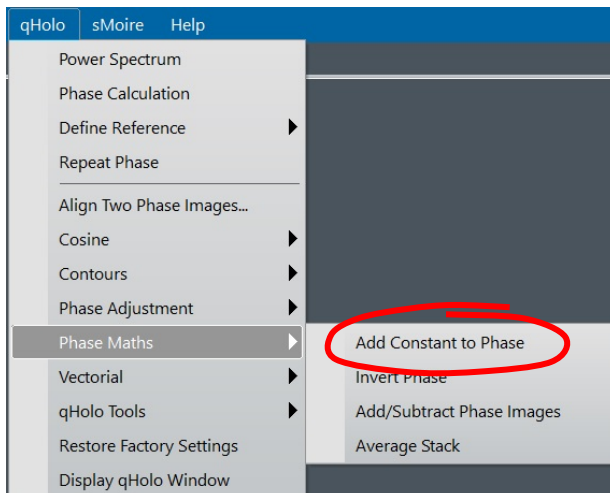 qHolo sMoire Help
Power Spectrum
Phase Calculation
Define Reference
Repeat Phase
Align Two Phase Images...
Cosine
Contours
Phase Adjustment
Phase Maths
Vectorial
qHolo Tools
Restore Factory Settings
Display qHolo Window
Add Constant to Phase
Invert Phase
Add/Subtract Phase Images
Average Stack